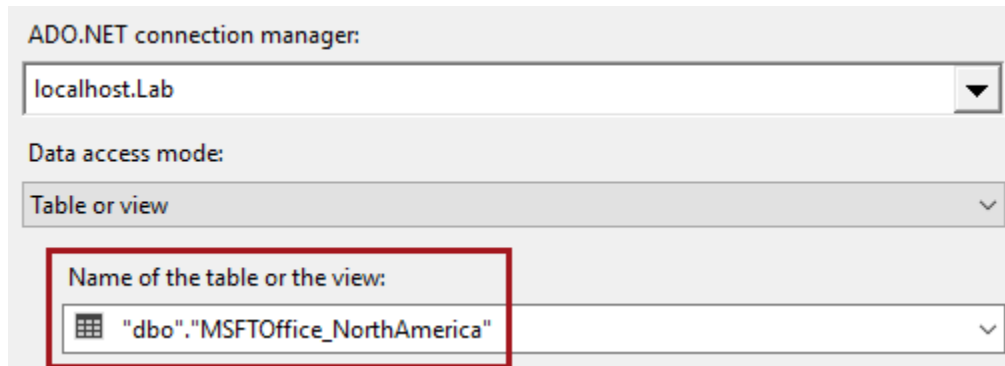 ADO.NET connection manager:
localhost.Lab
Data access mode:
Table or view
Name of the table or the view:
"dbo"."MSFTOffice_NorthAmerica"